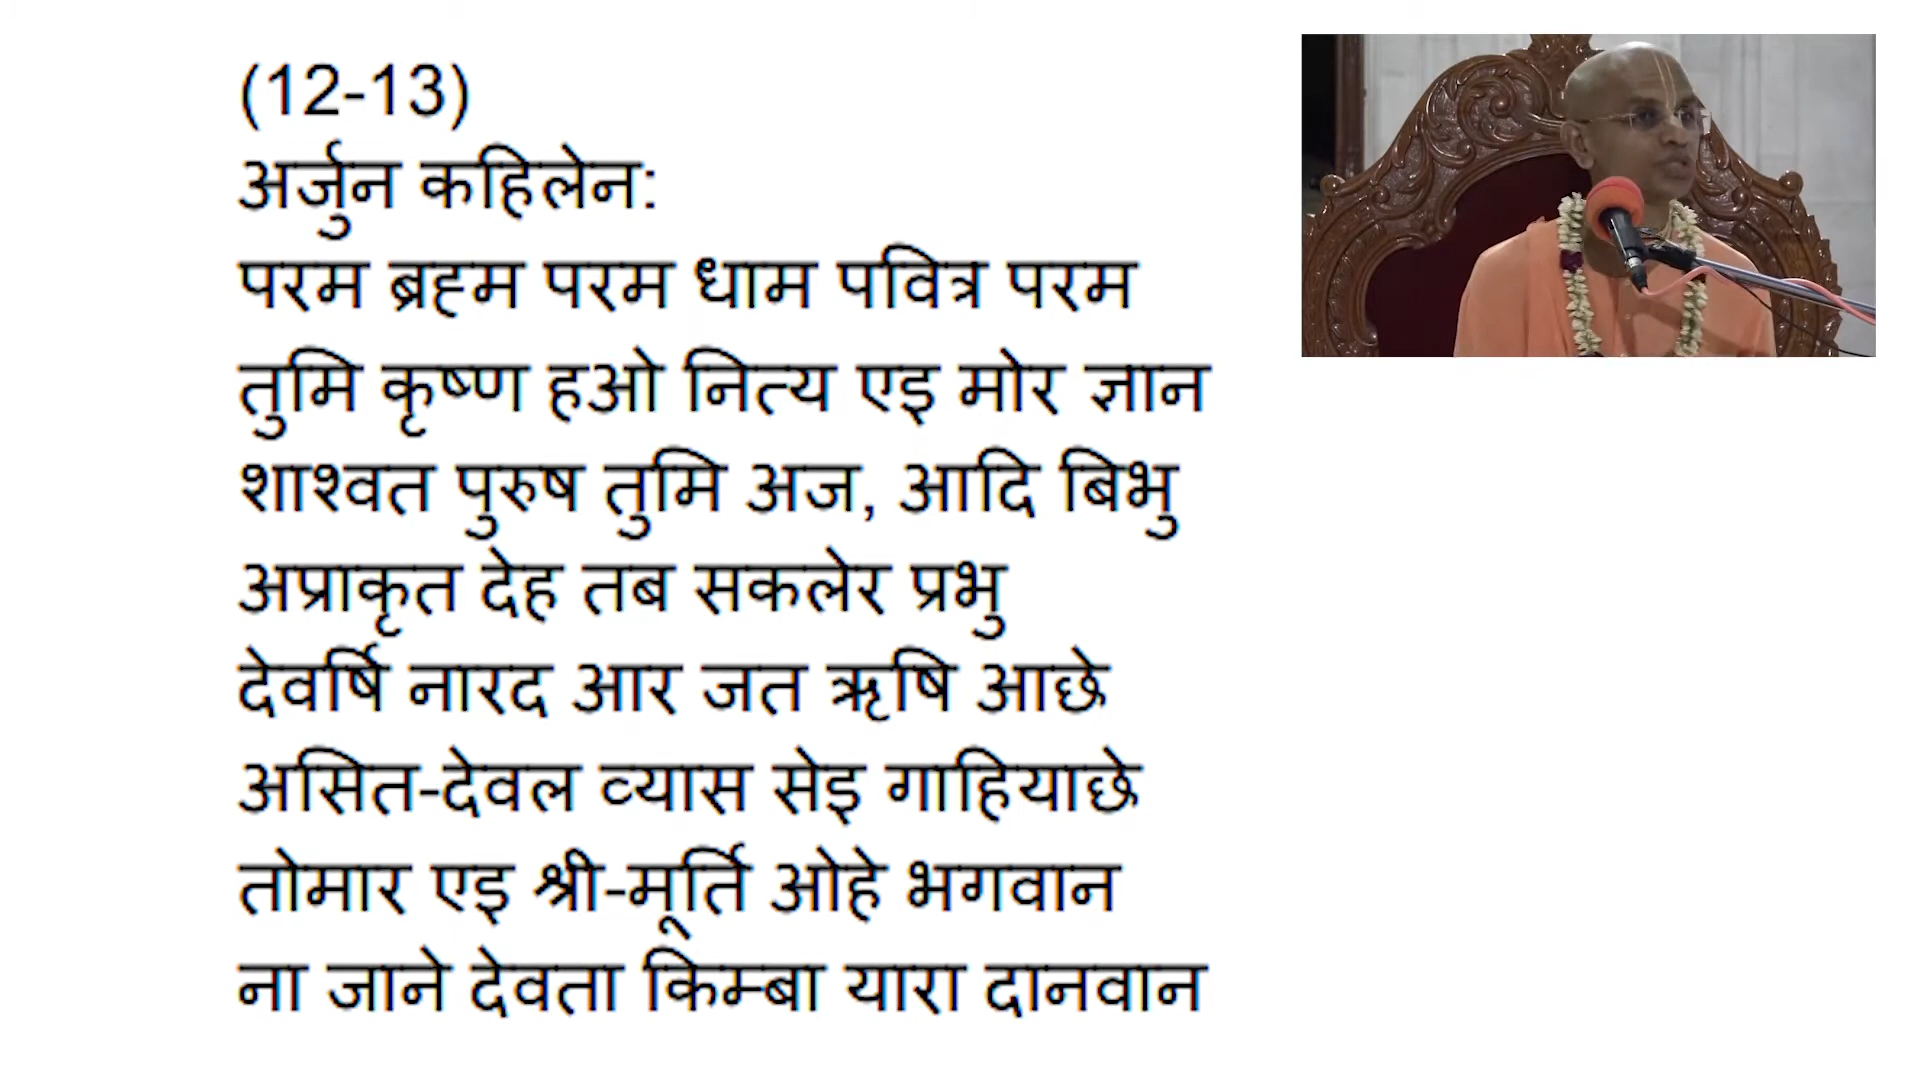 (12-13)
अर्जुन कहिलेन:
परम ब्रह्म परम धाम पवित्र परम
तुमि कृष्ण हओ नित्य एइ मोर ज्ञान
शाश्वत पुरुष तुमि अज, आदि बिभु
अप्राकृत देह तब सकलेर प्रभु
देवर्षि नारद आर जत ऋषि आछे
असित-देवल व्यास सेइ गाहियाछे
तोमार एइ श्री-मूर्ति ओहे भगवान
ना जाने देवता किम्बा यारा दानवान